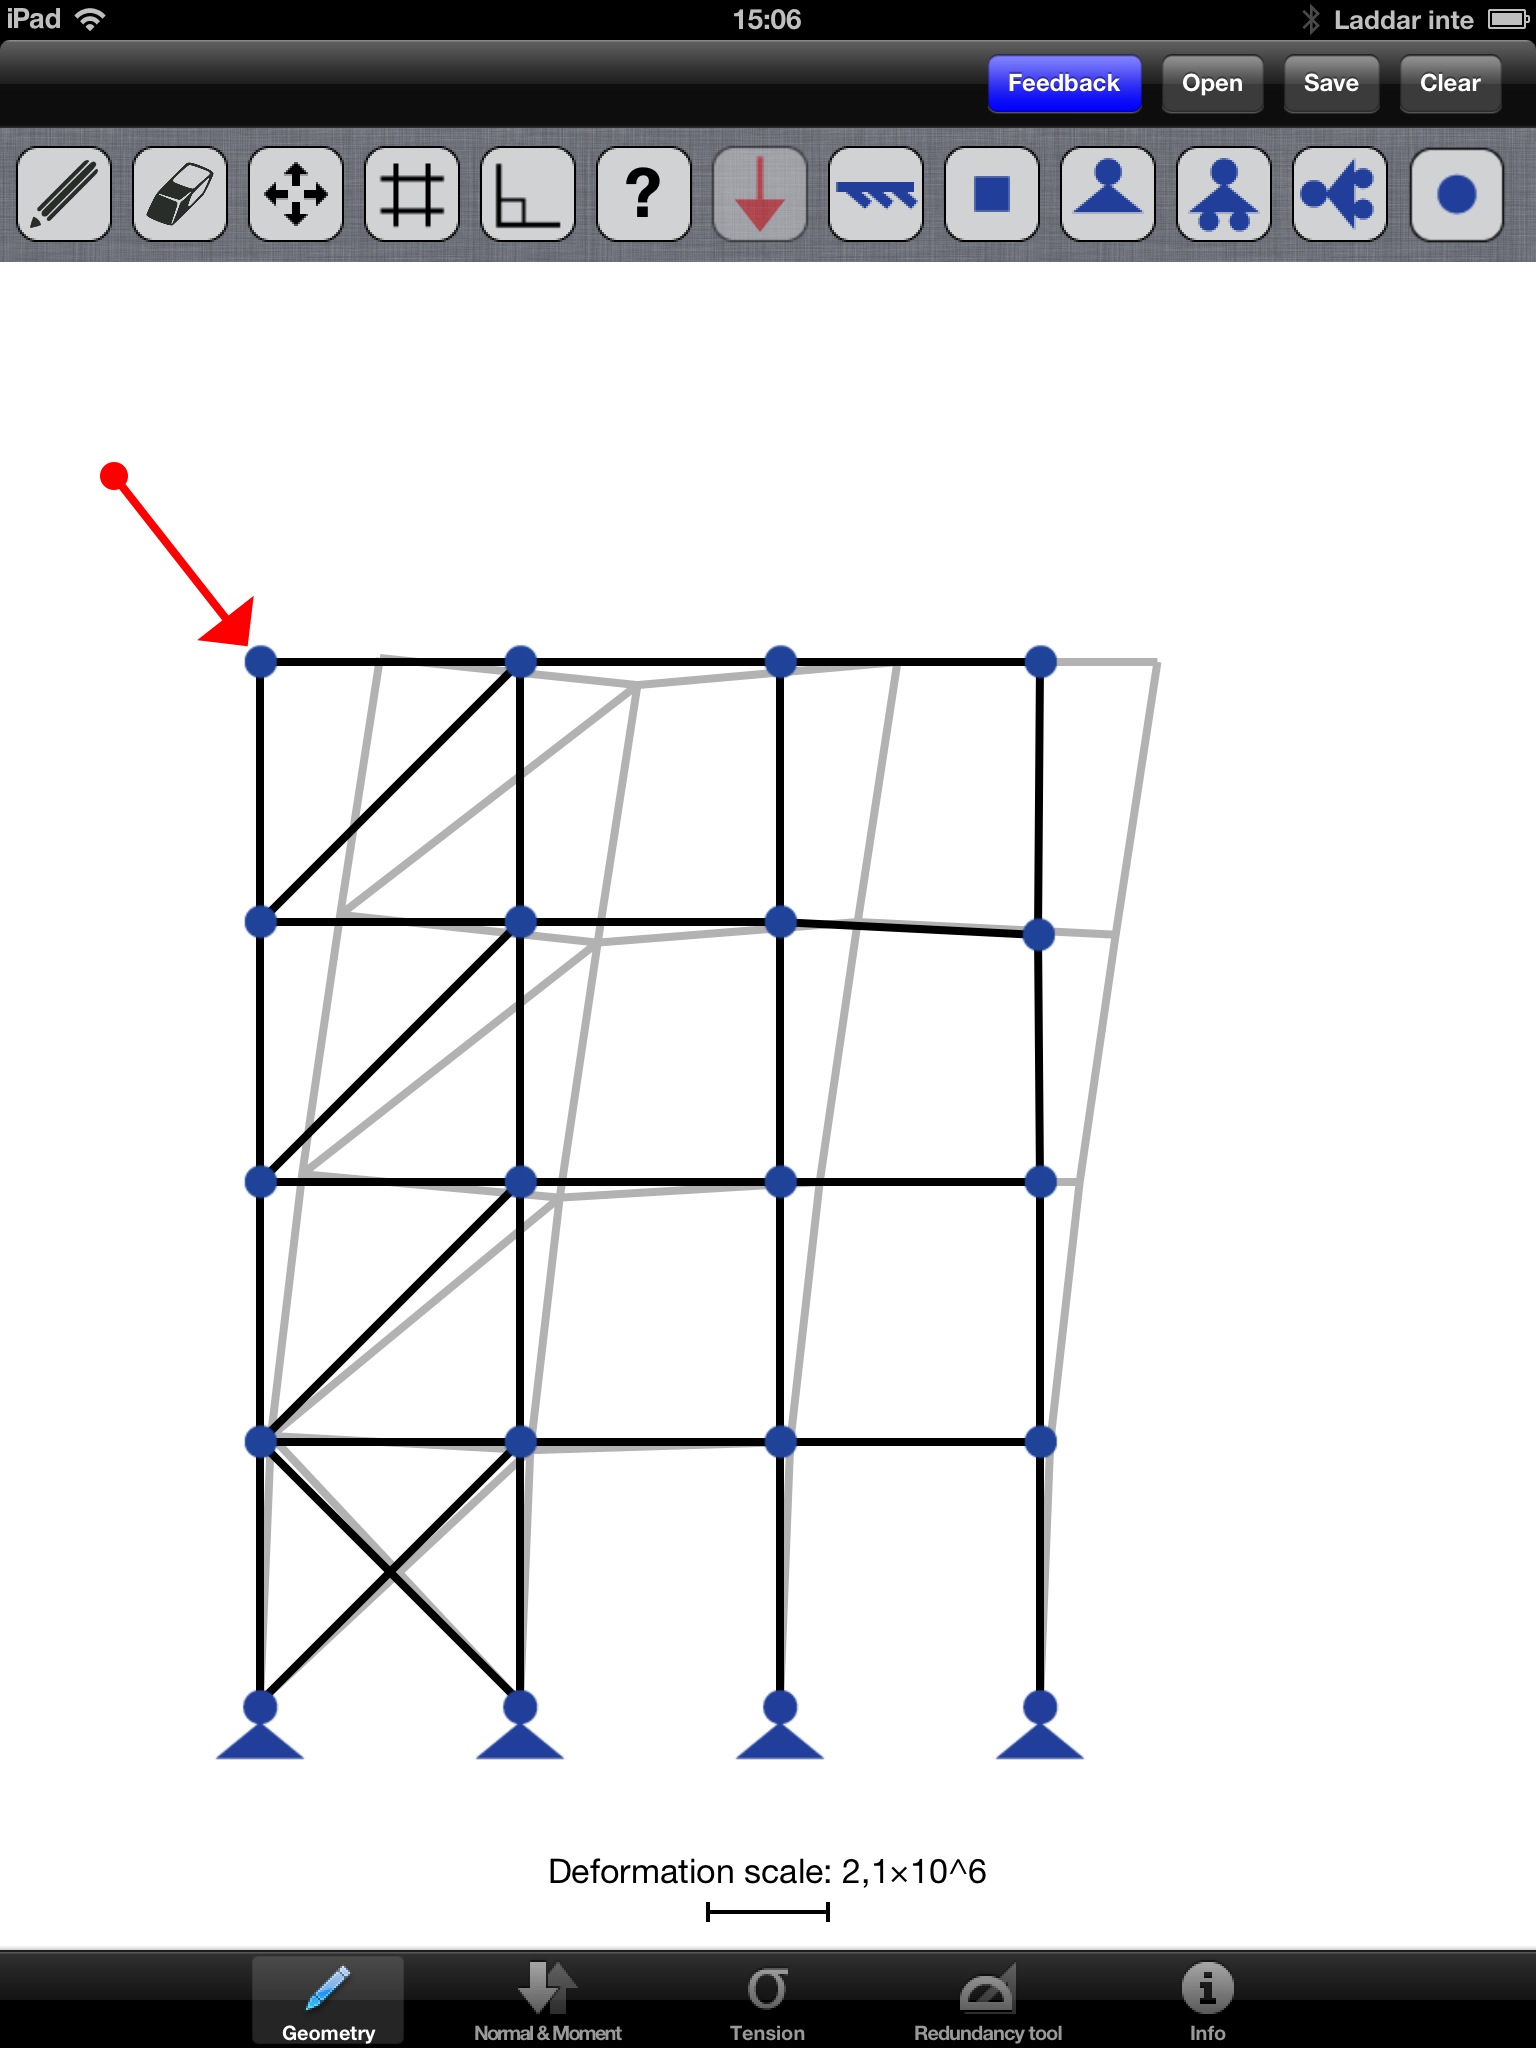 iPad 15:06 Laddar inte
Feedback Open Save Clear
?
Deformation scale: 2,1×10^6
σ
Geometry Normal & Moment Tension Redundancy tool Info